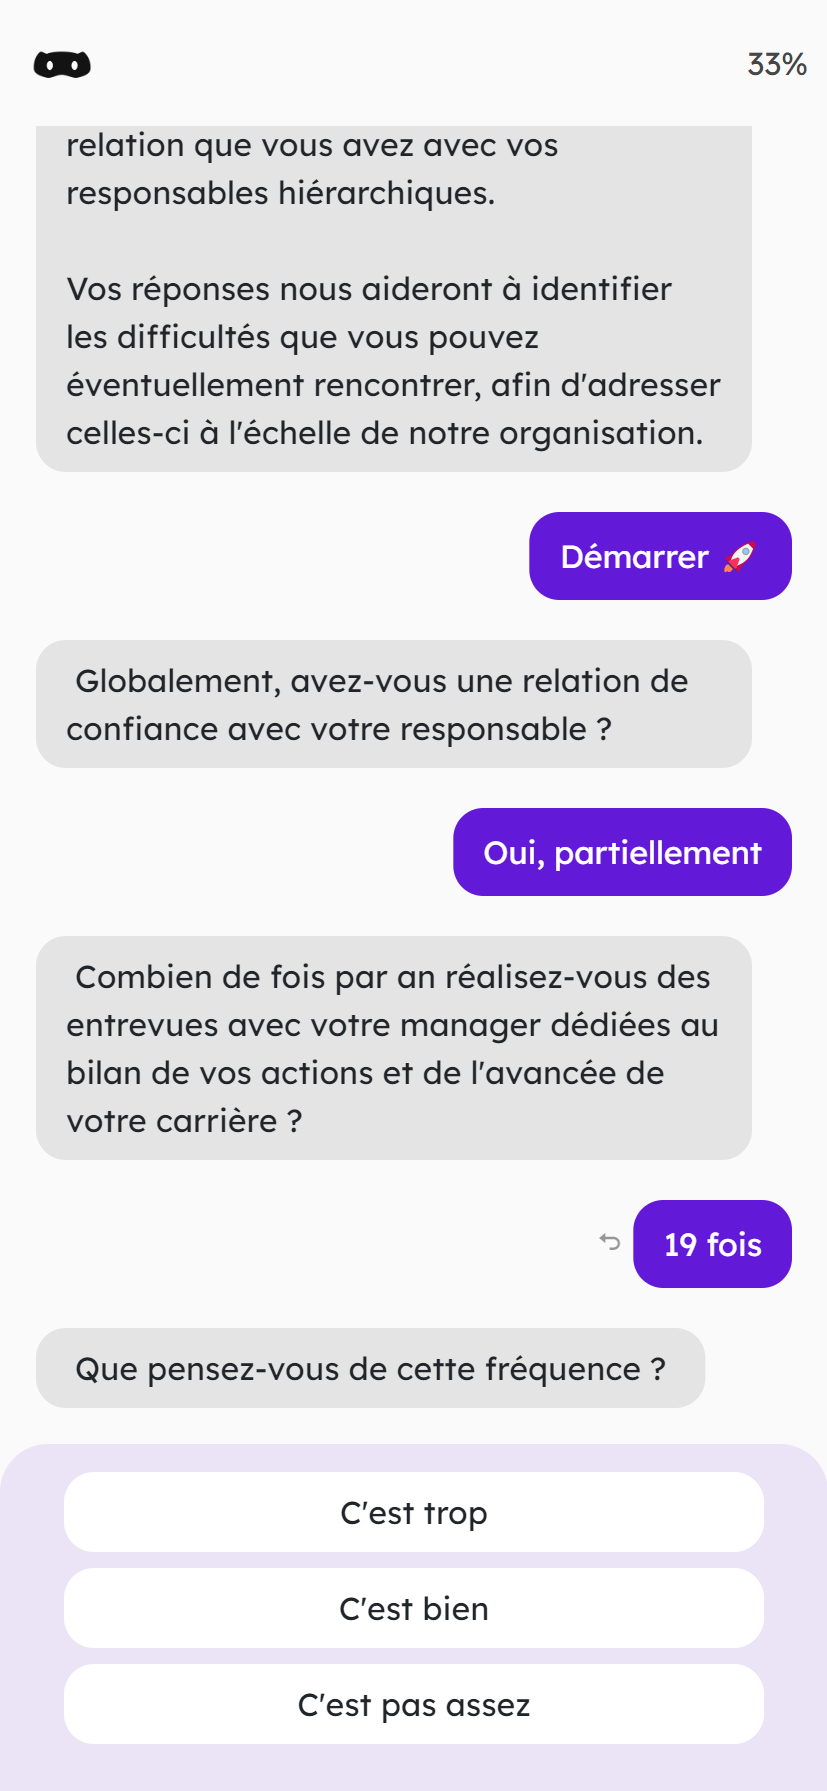 33%
relation que vous avez avec vos
responsables hiérarchiques.
Vos réponses nous aideront à identifier
les difficultés que vous pouvez
éventuellement rencontrer, afin d'adresser
celles-ci à l'échelle de notre organisation.
Démarrer 🚀
Globalement, avez-vous une relation de
confiance avec votre responsable ?
Oui, partiellement
Combien de fois par an réalisez-vous des
entrevues avec votre manager dédiées au
bilan de vos actions et de l'avancée de
votre carrière ?
19 fois
Que pensez-vous de cette fréquence ?
C'est trop
C'est bien
C'est pas assez